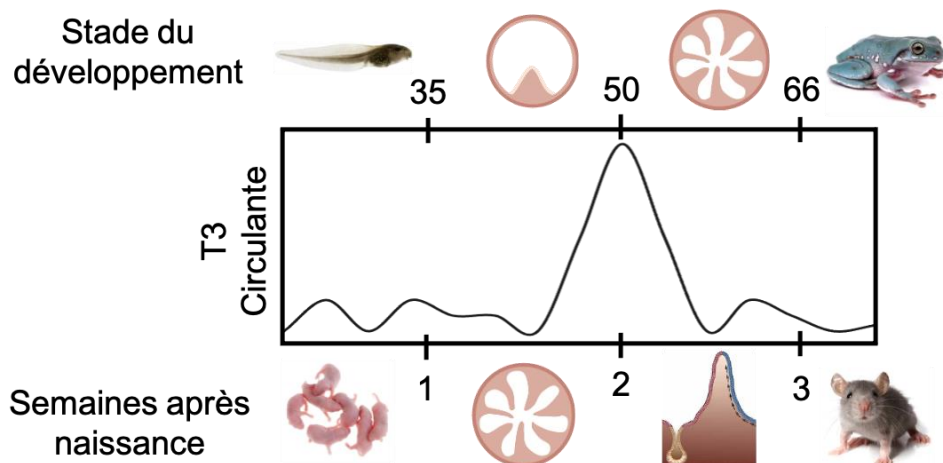 Stade du
développement
35
50
66
T3
Circulante
1
2
3
Semaines après
naissance